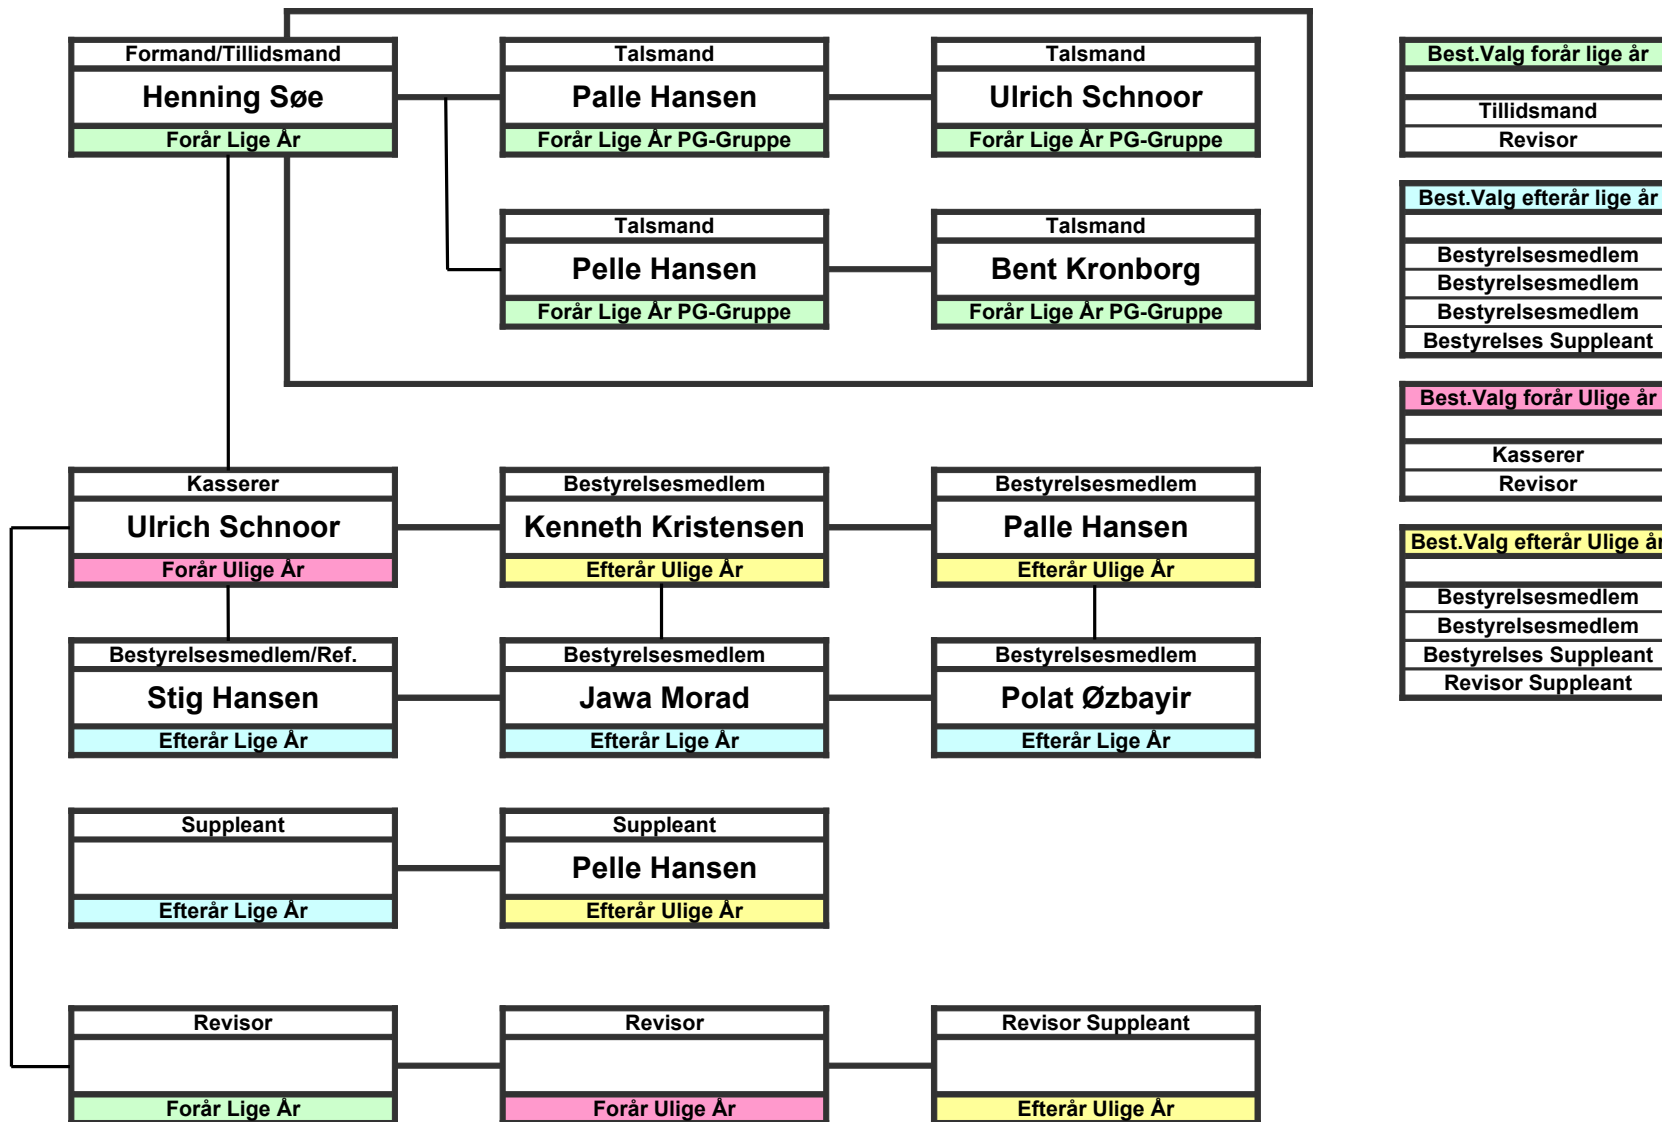 Formand/Tillidsmand
Henning Søe
Forår Lige År
Talsmand
Palle Hansen
Forår Lige År PG-Gruppe
Talsmand
Ulrich Schnoor
Forår Lige År PG-Gruppe
Talsmand
Pelle Hansen
Forår Lige År PG-Gruppe
Talsmand
Bent Kronborg
Forår Lige År PG-Gruppe
Kasserer
Ulrich Schnoor
Forår Ulige År
Bestyrelsesmedlem
Kenneth Kristensen
Efterår Ulige År
Bestyrelsesmedlem
Palle Hansen
Efterår Ulige År
Bestyrelsesmedlem/Ref.
Stig Hansen
Efterår Lige År
Bestyrelsesmedlem
Jawa Morad
Efterår Lige År
Bestyrelsesmedlem
Polat Øzbayir
Efterår Lige År
Suppleant
Efterår Lige År
Suppleant
Pelle Hansen
Efterår Ulige År
Revisor
Forår Lige År
Revisor
Forår Ulige År
Revisor Suppleant
Efterår Ulige År
Best.Valg forår lige år
Tillidsmand
Revisor
Best.Valg efterår lige år
Bestyrelsesmedlem
Bestyrelsesmedlem
Bestyrelsesmedlem
Bestyrelses Suppleant
Best.Valg forår Ulige år
Kasserer
Revisor
Best.Valg efterår Ulige år
Bestyrelsesmedlem
Bestyrelsesmedlem
Bestyrelses Suppleant
Revisor Suppleant